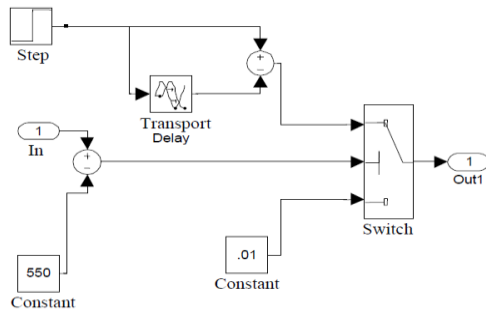 Step
+
−
Transport
Delay
1
In
+
−
1
Out1
Switch
550
Constant
.01
Constant